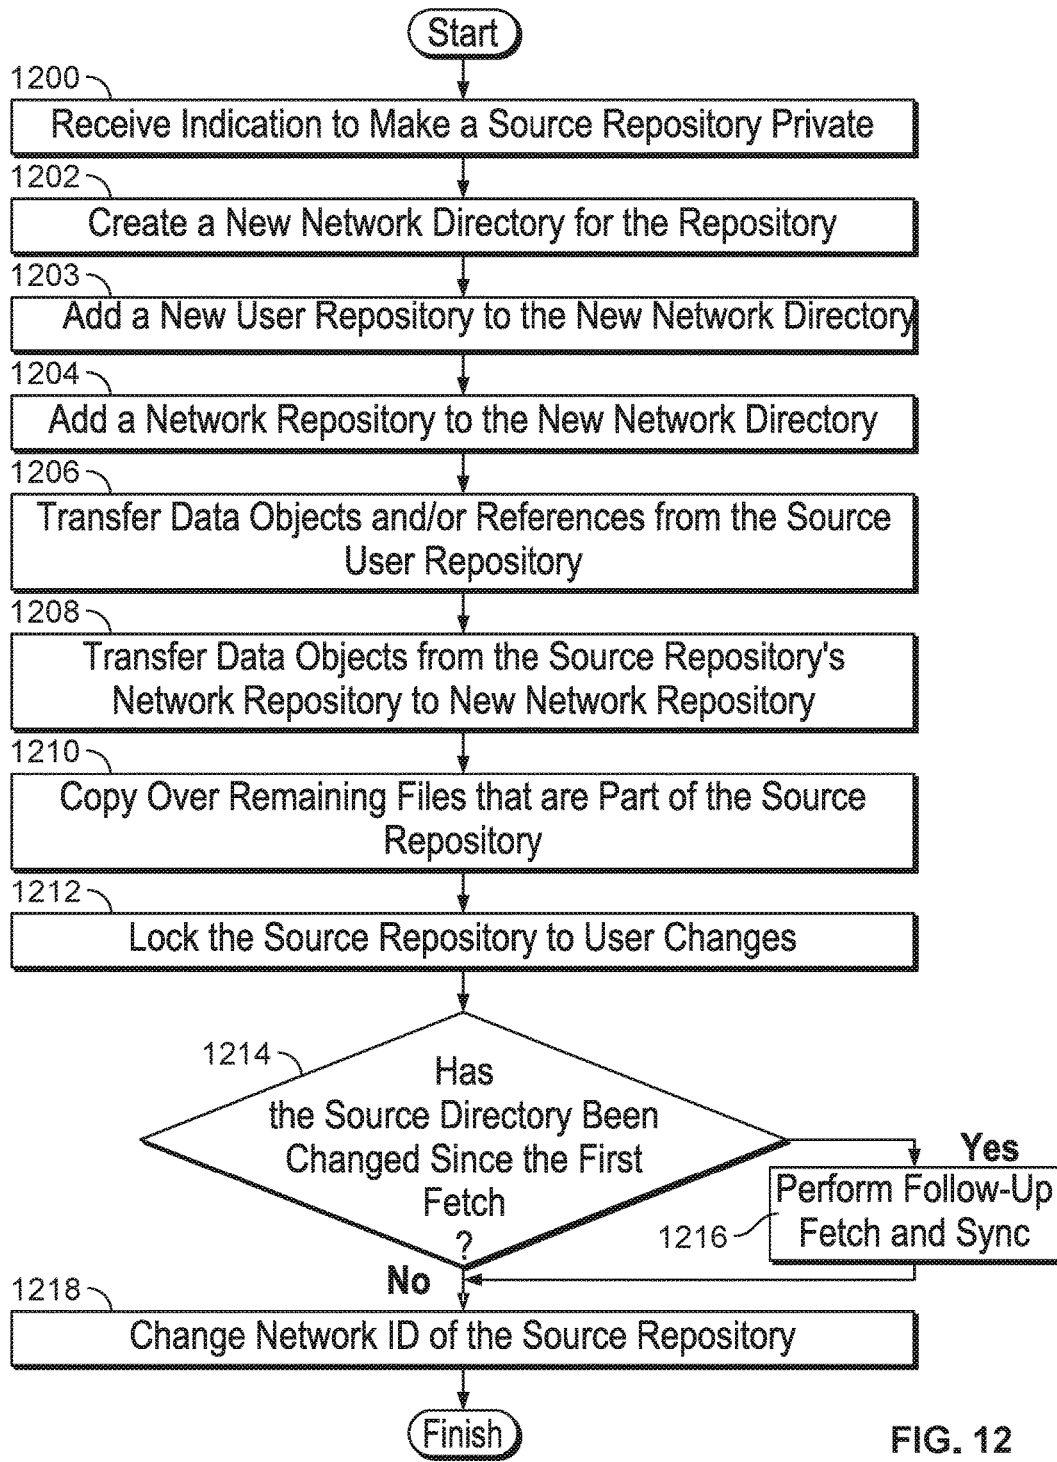 Start
1200
Receive Indication to Make a Source Repository Private
1202
Create a New Network Directory for the Repository
1203
Add a New User Repository to the New Network Directory
1204
Add a Network Repository to the New Network Directory
1206
Transfer Data Objects and/or References from the Source
User Repository
1208
Transfer Data Objects from the Source Repository's
Network Repository to New Network Repository
1210
Copy Over Remaining Files that are Part of the Source
Repository
1212
Lock the Source Repository to User Changes
1214
Has
the Source Directory Been
Changed Since the First
Fetch
?
Yes
Perform Follow-Up
Fetch and Sync
1216
No
1218
Change Network ID of the Source Repository
Finish
FIG. 12